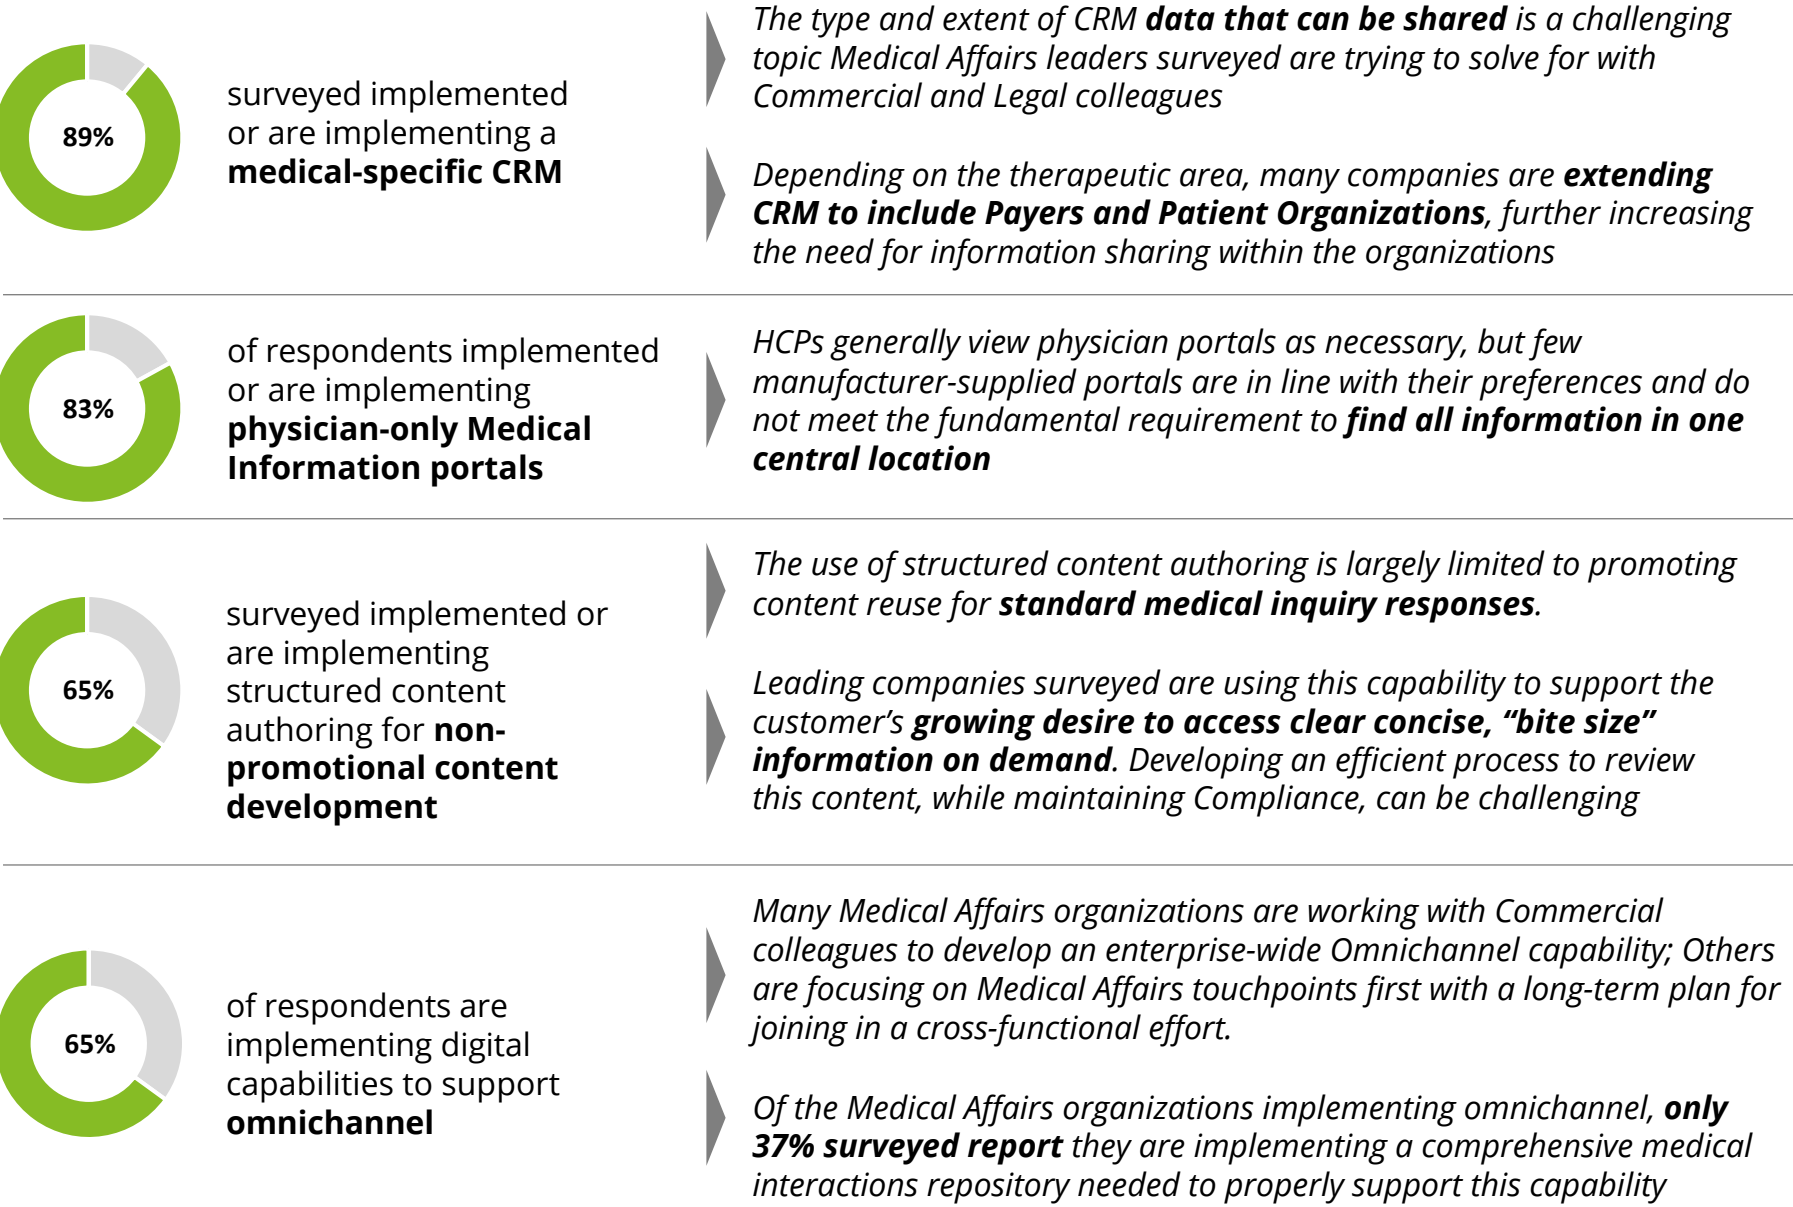 89%
surveyed implemented
or are implementing a
medical-specific CRM
The type and extent of CRM data that can be shared is a challenging
topic Medical Affairs leaders surveyed are trying to solve for with
Commercial and Legal colleagues
Depending on the therapeutic area, many companies are extending
CRM to include Payers and Patient Organizations, further increasing
the need for information sharing within the organizations
83%
of respondents implemented
or are implementing
physician-only Medical
Information portals
HCPs generally view physician portals as necessary, but few
manufacturer-supplied portals are in line with their preferences and do
not meet the fundamental requirement to find all information in one
central location
65%
surveyed implemented or
are implementing
structured content
authoring for non-
promotional content
development
The use of structured content authoring is largely limited to promoting
content reuse for standard medical inquiry responses.
Leading companies surveyed are using this capability to support the
customer’s growing desire to access clear concise, “bite size”
information on demand. Developing an efficient process to review
this content, while maintaining Compliance, can be challenging
65%
of respondents are
implementing digital
capabilities to support
omnichannel
Many Medical Affairs organizations are working with Commercial
colleagues to develop an enterprise-wide Omnichannel capability; Others
are focusing on Medical Affairs touchpoints first with a long-term plan for
joining in a cross-functional effort.
Of the Medical Affairs organizations implementing omnichannel, only
37% surveyed report they are implementing a comprehensive medical
interactions repository needed to properly support this capability